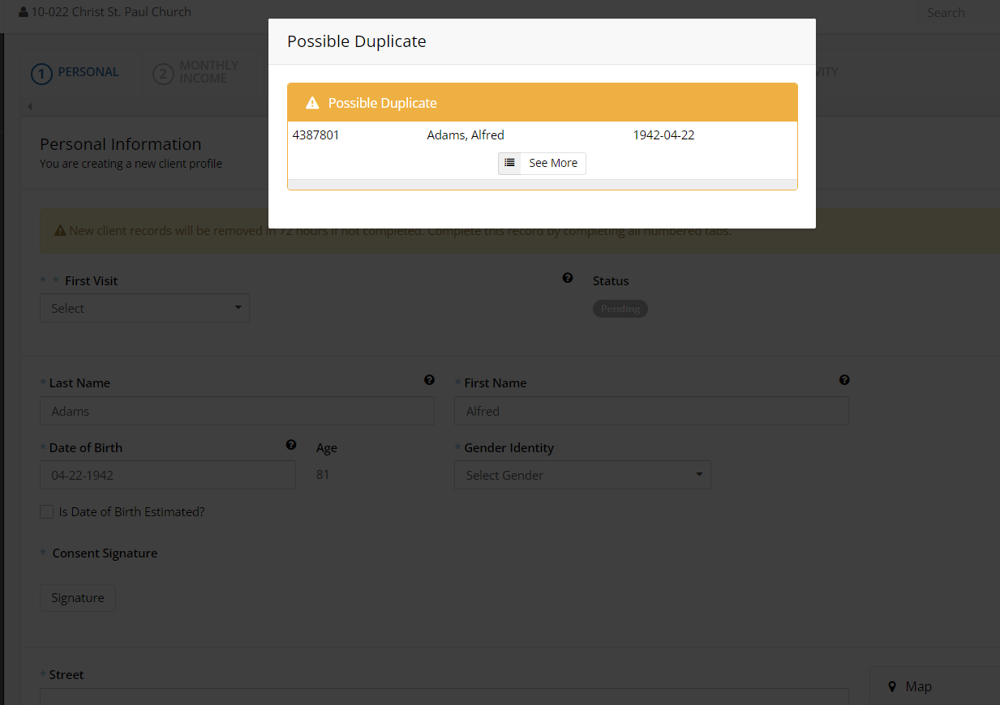 10-022 Christ St. Paul Church
Search
Possible Duplicate
1 PERSONAL
2 MONTHLY
INCOME
VITY
Possible Duplicate
4387801 Adams, Alfred 1942-04-22
See More
Personal Information
You are creating a new client profile
New client records will be removed in 72 hours if not completed. Complete this record by completing all numbered tabs.
* * First Visit
Status
Select
Pending
* Last Name
* First Name
Adams
Alfred
* Date of Birth
Age
* Gender Identity
04-22-1942
81
Select Gender
Is Date of Birth Estimated?
* Consent Signature
Signature
* Street
Map